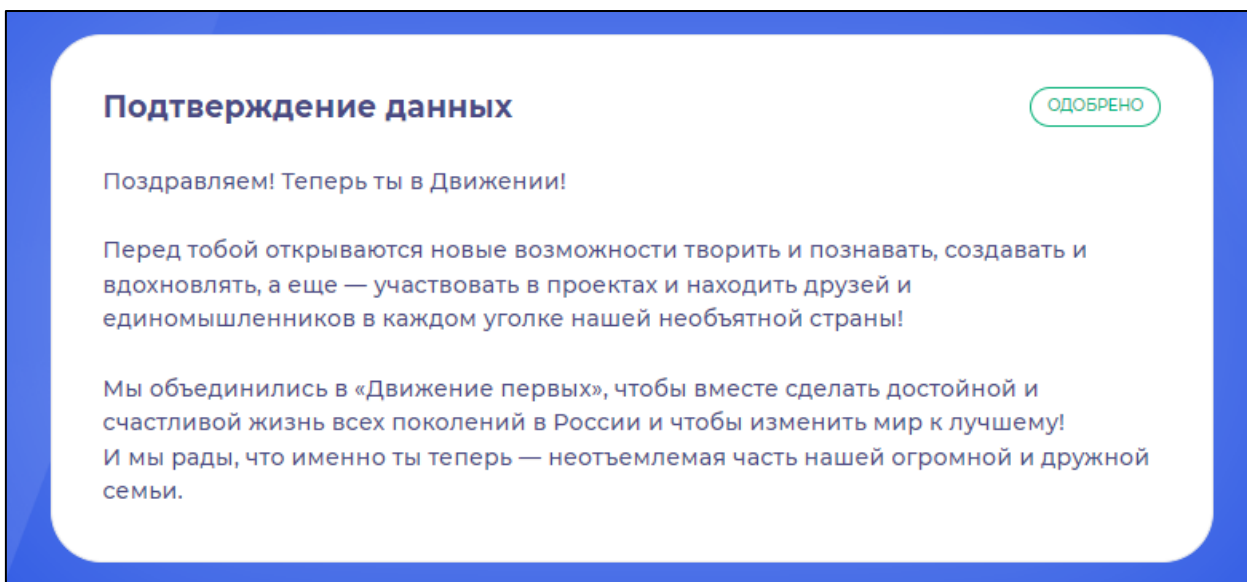 Подтверждение данных
ОДОБРЕНО
Поздравляем! Теперь ты в Движении!
Перед тобой открываются новые возможности творить и познавать, создавать и
вдохновлять, а еще — участвовать в проектах и находить друзей и
единомышленников в каждом уголке нашей необъятной страны!
Мы объединились в «Движение первых», чтобы вместе сделать достойной и
счастливой жизнь всех поколений в России и чтобы изменить мир к лучшему!
И мы рады, что именно ты теперь — неотъемлемая часть нашей огромной и дружной
семьи.